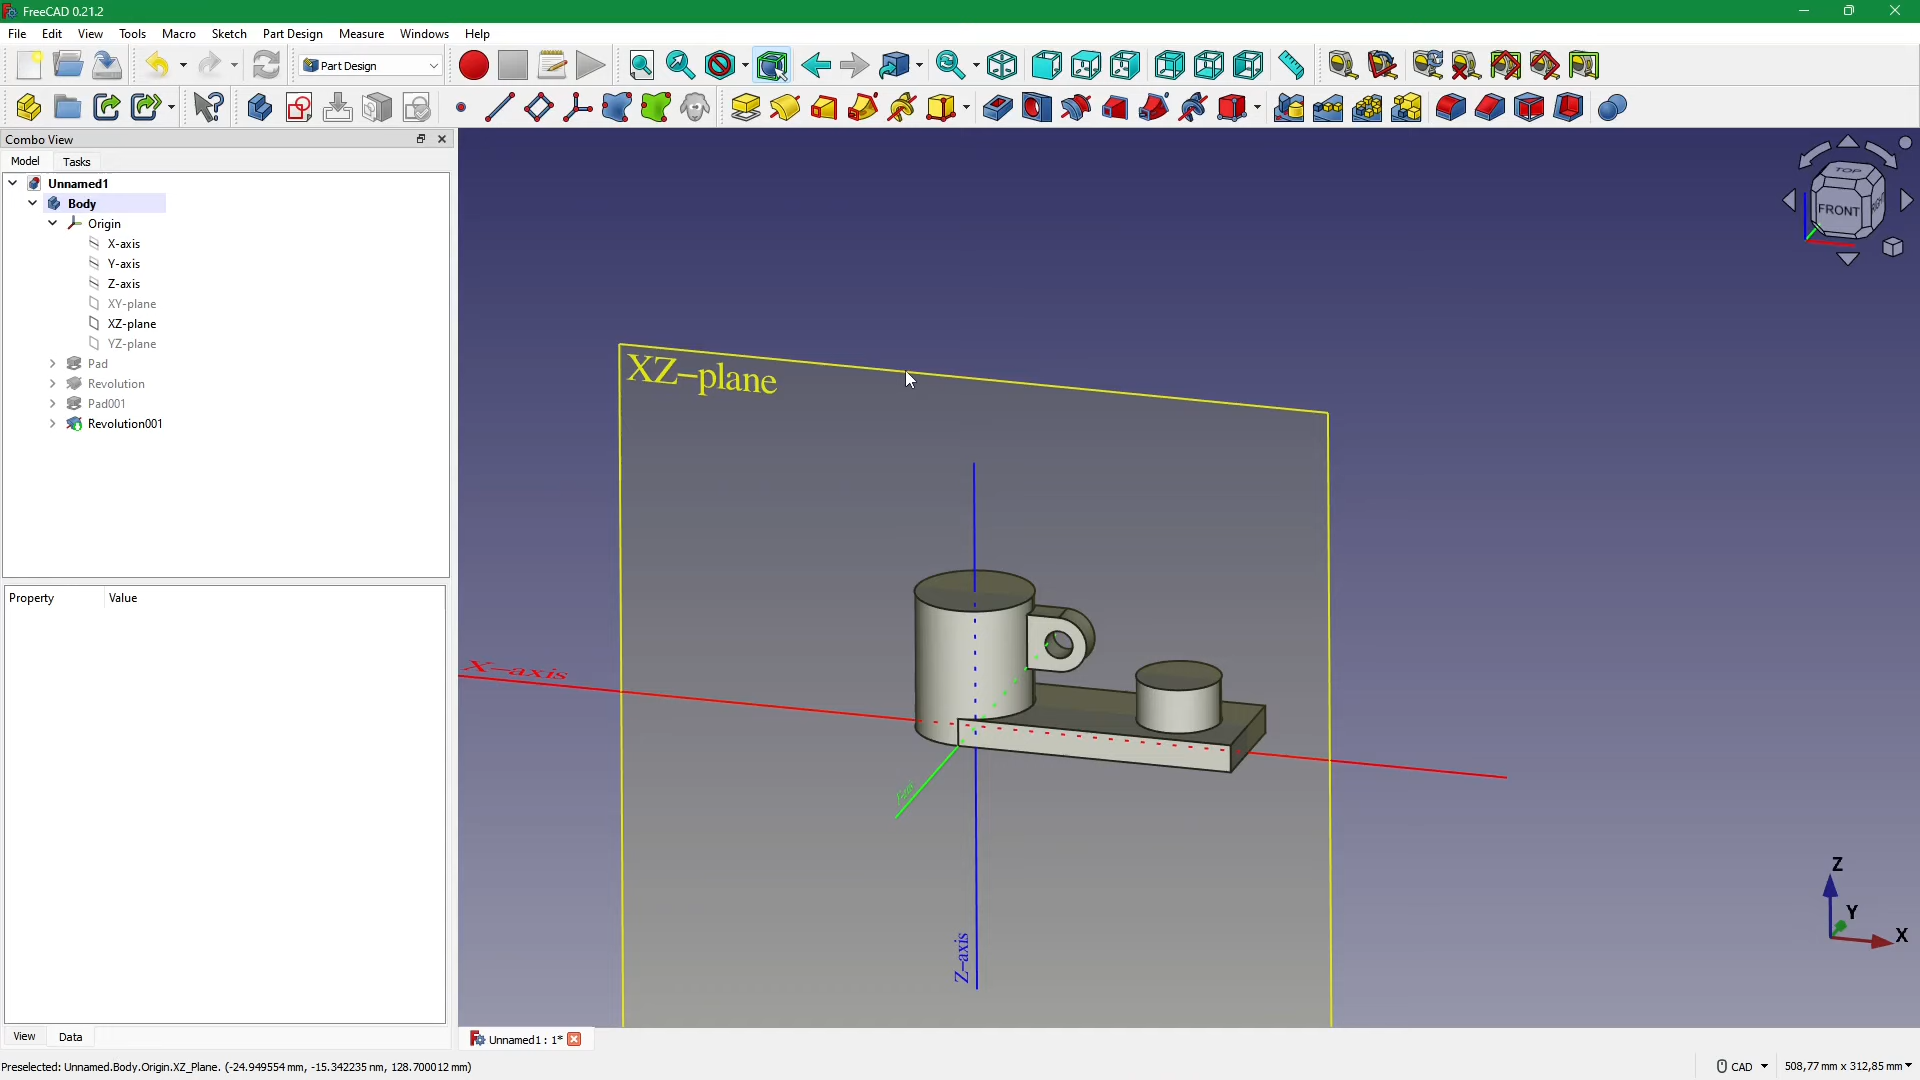 FreeCAD 0.21.2
File Edit View Tools Macro Sketch Part Design Measure Windows Help
Part Design
Combo View
Model Tasks
Unnamed1
Body
Origin
X-axis
Y-axis
Z-axis
XY-plane
XZ-plane
YZ-plane
Pad
Revolution
Pad001
Revolution001
Property Value
View Data
TOP
FRONT
XZ-plane
X-axis
Z-axis
Z
Y
X
Unnamed1 : 1*
Preselected: Unnamed.Body.Origin.XZ_Plane. (-24.949554 mm, -15.342235 nm, 128.700012 mm)
CAD
508,77 mm x 312,85 mm